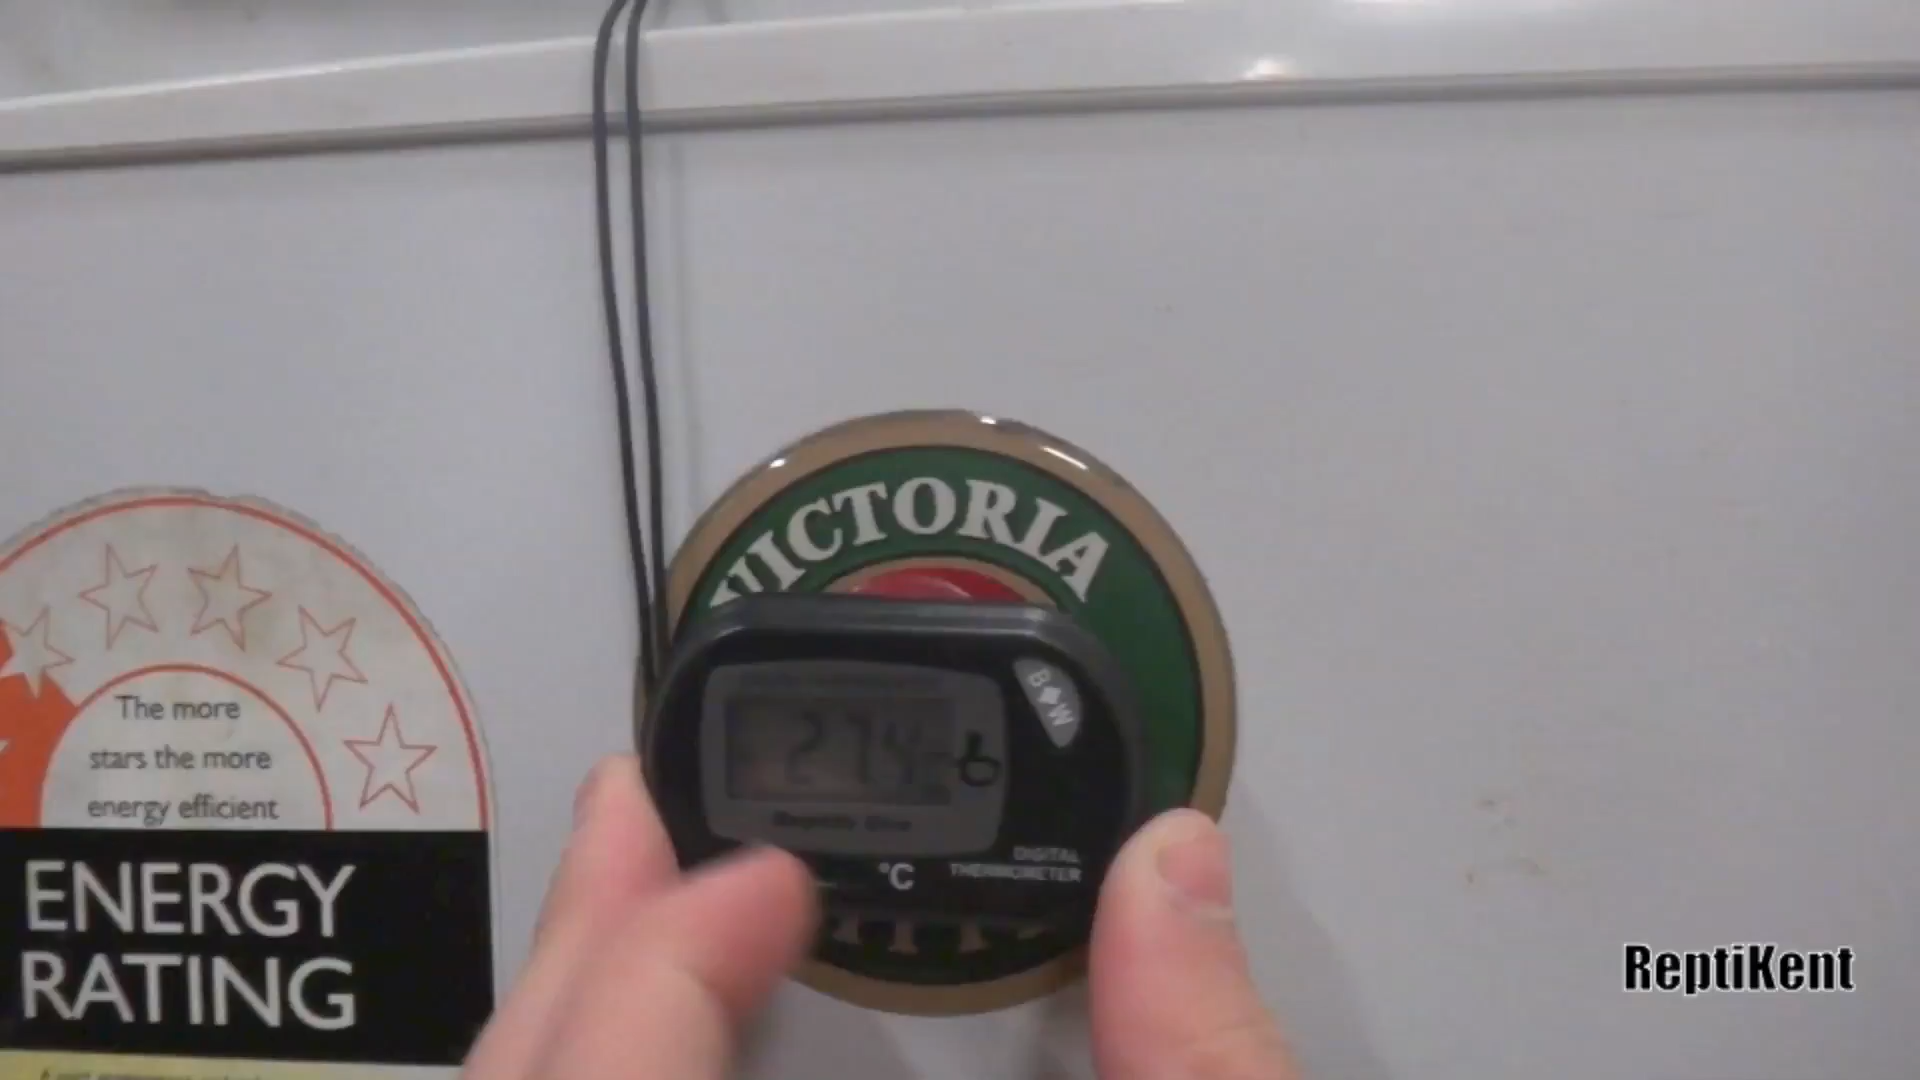 VICTORIA
B W
27.4
°C
DIGITAL
THERMOMETER
The more
stars the more
energy efficient
ENERGY
RATING
ReptiKent